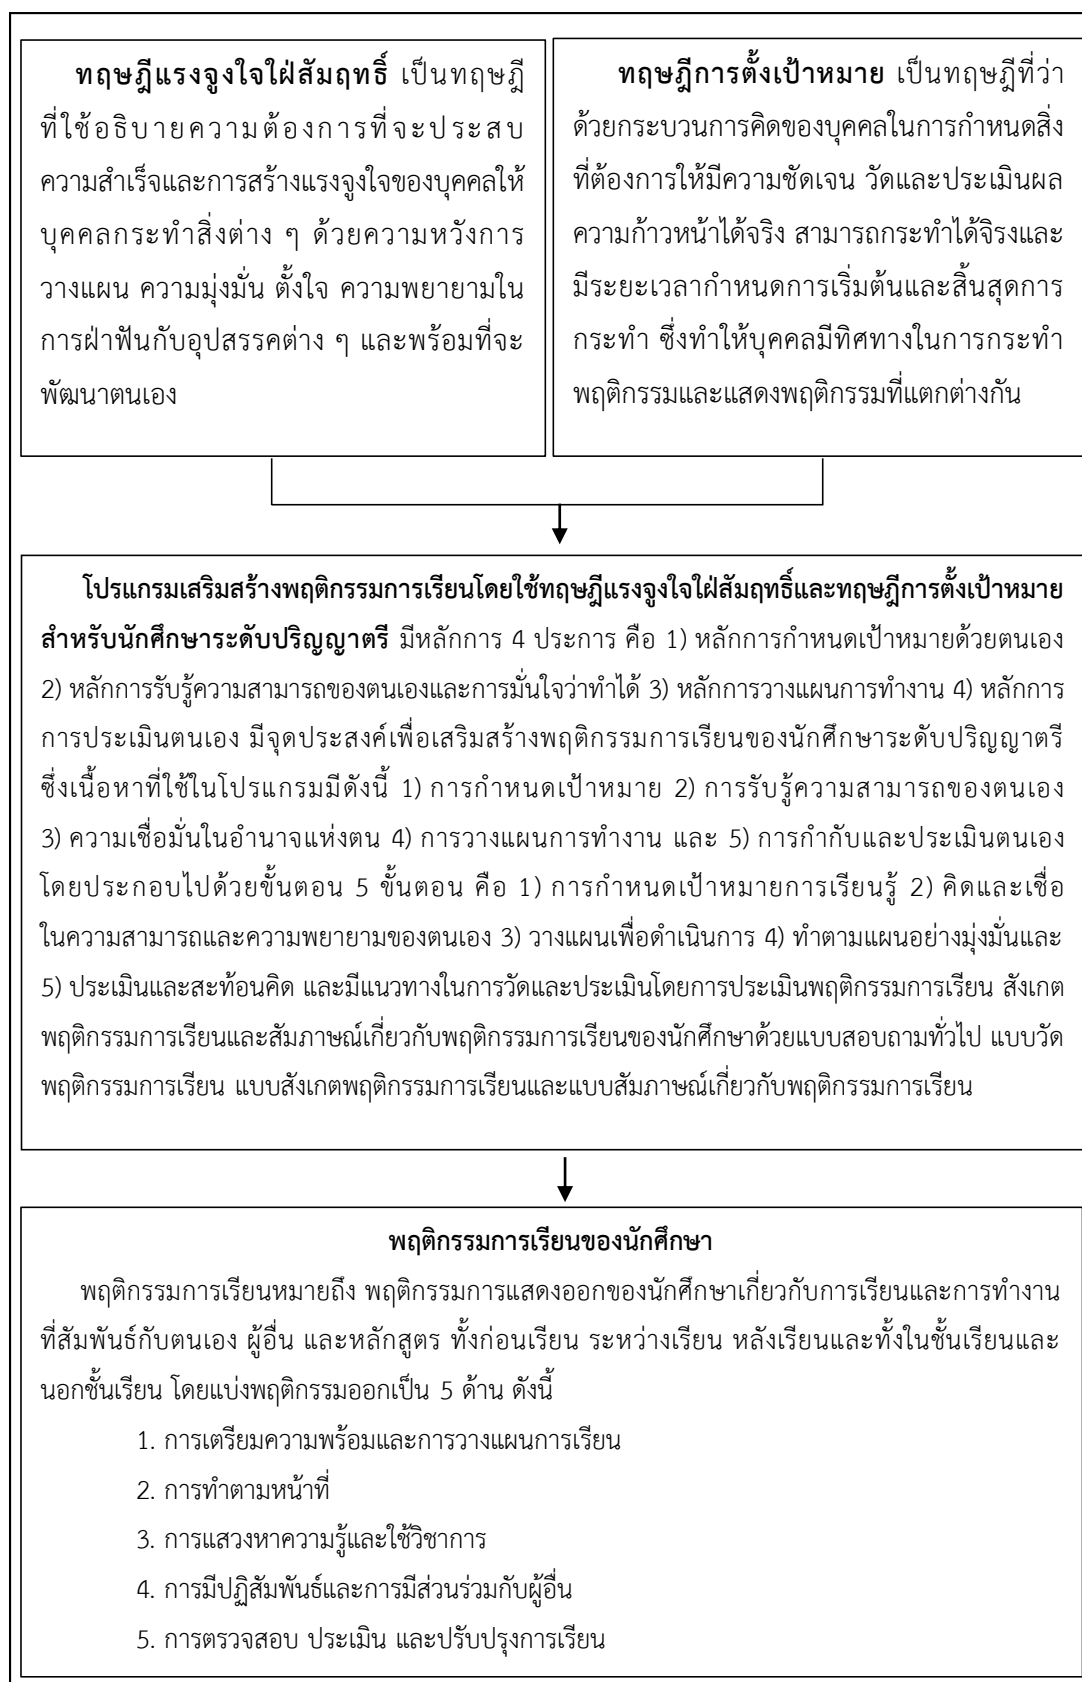 ทฤษฎีแรงจูงใจใฝ่สัมฤทธิ์ เป็นทฤษฎี
ที่ใช้อธิบายความต้องการที่จะประสบ
ความสำเร็จและการสร้างแรงจูงใจของบุคคลให้
บุคคลกระทำสิ่งต่าง ๆ ด้วยความหวังการ
วางแผน ความมุ่งมั่น ตั้งใจ ความพยายามใน
การฝ่าฟันกับอุปสรรคต่าง ๆ และพร้อมที่จะ
พัฒนาตนเอง
ทฤษฎีการตั้งเป้าหมาย เป็นทฤษฎีที่ว่า
ด้วยกระบวนการคิดของบุคคลในการกำหนดสิ่ง
ที่ต้องการให้มีความชัดเจน วัดและประเมินผล
ความก้าวหน้าได้จริง สามารถกระทำได้จริงและ
มีระยะเวลากำหนดการเริ่มต้นและสิ้นสุดการ
กระทำ ซึ่งทำให้บุคคลมีทิศทางในการกระทำ
พฤติกรรมและแสดงพฤติกรรมที่แตกต่างกัน
โปรแกรมเสริมสร้างพฤติกรรมการเรียนโดยใช้ทฤษฎีแรงจูงใจใฝ่สัมฤทธิ์และทฤษฎีการตั้งเป้าหมาย
สำหรับนักศึกษาระดับปริญญาตรี มีหลักการ 4 ประการ คือ 1) หลักการกำหนดเป้าหมายด้วยตนเอง
2) หลักการรับรู้ความสามารถของตนเองและการมั่นใจว่าทำได้ 3) หลักการวางแผนการทำงาน 4) หลักการ
การประเมินตนเอง มีจุดประสงค์เพื่อเสริมสร้างพฤติกรรมการเรียนของนักศึกษาระดับปริญญาตรี
ซึ่งเนื้อหาที่ใช้ในโปรแกรมมีดังนี้ 1) การกำหนดเป้าหมาย 2) การรับรู้ความสามารถของตนเอง
3) ความเชื่อมั่นในอำนาจแห่งตน 4) การวางแผนการทำงาน และ 5) การกำกับและประเมินตนเอง
โดยประกอบไปด้วยขั้นตอน 5 ขั้นตอน คือ 1) การกำหนดเป้าหมายการเรียนรู้ 2) คิดและเชื่อ
ในความสามารถและความพยายามของตนเอง 3) วางแผนเพื่อดำเนินการ 4) ทำตามแผนอย่างมุ่งมั่นและ
5) ประเมินและสะท้อนคิด และมีแนวทางในการวัดและประเมินโดยการประเมินพฤติกรรมการเรียน สังเกต
พฤติกรรมการเรียนและสัมภาษณ์เกี่ยวกับพฤติกรรมการเรียนของนักศึกษาด้วยแบบสอบถามทั่วไป แบบวัด
พฤติกรรมการเรียน แบบสังเกตพฤติกรรมการเรียนและแบบสัมภาษณ์เกี่ยวกับพฤติกรรมการเรียน
พฤติกรรมการเรียนของนักศึกษา
พฤติกรรมการเรียนหมายถึง พฤติกรรมการแสดงออกของนักศึกษาเกี่ยวกับการเรียนและการทำงาน
ที่สัมพันธ์กับตนเอง ผู้อื่น และหลักสูตร ทั้งก่อนเรียน ระหว่างเรียน หลังเรียนและทั้งในชั้นเรียนและ
นอกชั้นเรียน โดยแบ่งพฤติกรรมออกเป็น 5 ด้าน ดังนี้
1. การเตรียมความพร้อมและการวางแผนการเรียน
2. การทำตามหน้าที่
3. การแสวงหาความรู้และใช้วิชาการ
4. การมีปฏิสัมพันธ์และการมีส่วนร่วมกับผู้อื่น
5. การตรวจสอบ ประเมิน และปรับปรุงการเรียน